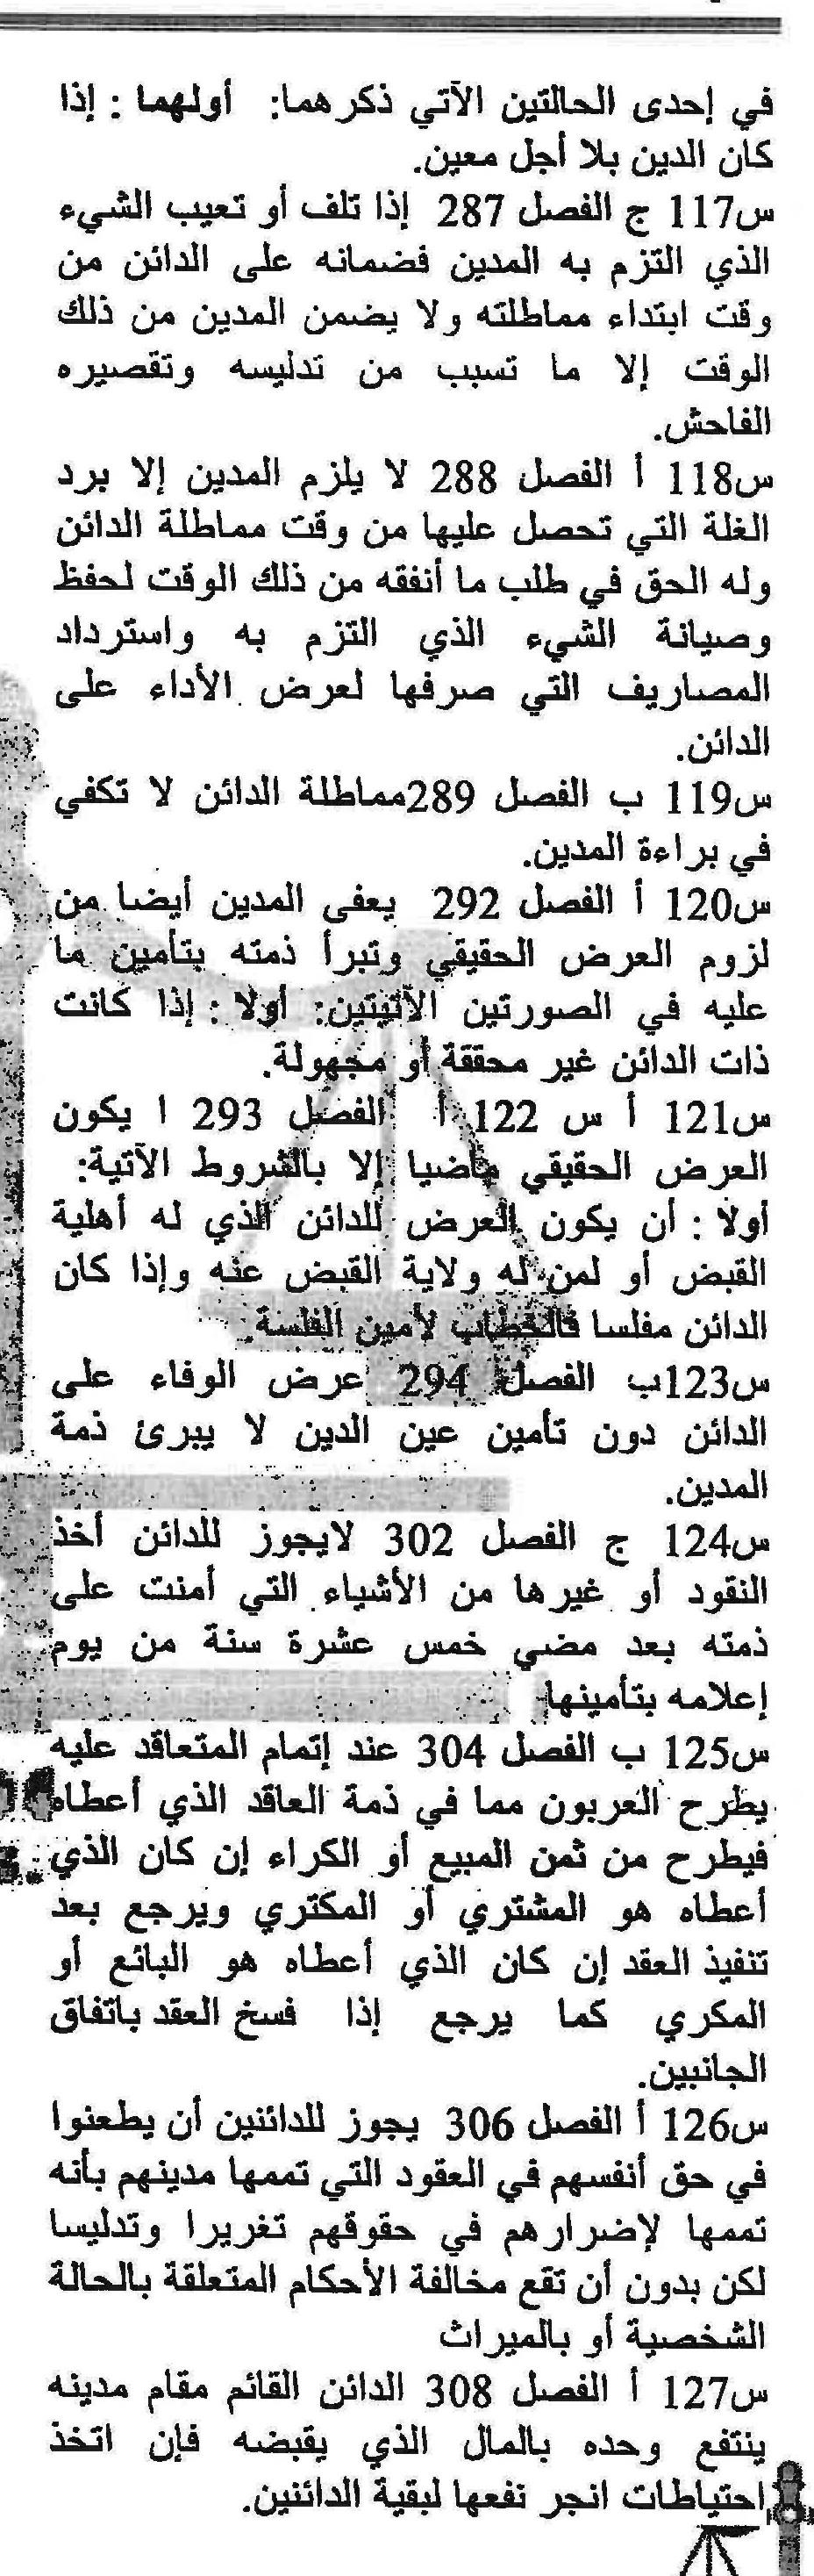 في إحدى الحالتين الآتي ذكرهما: أولهما : إذا
كان الدين بلا أجل معين.
س117 ج الفصل 287 إذا تلف أو تعيب الشيء
الذي التزم به المدين فضمانه على الدائن من
وقت ابتداء مماطلته ولا يضمن المدين من ذلك
الوقت إلا ما تسبب من تدليسه وتقصيره
الفاحش.
س118 أ الفصل 288 لا يلزم المدين إلا برد
الغلة التي تحصل عليها من وقت مماطلة الدائن
وله الحق في طلب ما أنفقه من ذلك الوقت لحفظ
وصيانة الشيء الذي التزم به واسترداد
المصاريف التي صرفها لعرض الأداء على
الدائن.
س119 ب الفصل 289مماطلة الدائن لا تكفي
في براءة المدين.
س120 أ الفصل 292 يعفى المدين أيضا من
لزوم العرض الحقيقي وتبرأ ذمته بتأمين ما
عليه في الصورتين الآتيتين: أولا : إذا كانت
ذات الدائن غير محققة أو مجهولة.
س121 أ س 122 أ الفصل 293 ا يكون
العرض الحقيقي ماضيا إلا بالشروط الآتية:
أولا : أن يكون العرض للدائن الذي له أهلية
القبض أو لمن له ولاية القبض عنه وإذا كان
الدائن مفلسا فالخطاب لأمين الفلسة.
س123ب الفصل 294 عرض الوفاء على
الدائن دون تأمين عين الدين لا يبرئ ذمة
المدين.
س124 ج الفصل 302 لايجوز للدائن أخذ
النقود أو غيرها من الأشياء التي أمنت على
ذمته بعد مضي خمس عشرة سنة من يوم
إعلامه بتأمينها
س125 ب الفصل 304 عند إتمام المتعاقد عليه
يطرح العربون مما في ذمة العاقد الذي أعطاه
فيطرح من ثمن المبيع أو الكراء إن كان الذي
أعطاه هو المشتري أو المكتري ويرجع بعد
تنفيذ العقد إن كان الذي أعطاه هو البائع أو
المكري كما يرجع إذا فسخ العقد باتفاق
الجانبين.
س126 أ الفصل 306 يجوز للدائنين أن يطعنوا
في حق أنفسهم في العقود التي تممها مدينهم بأنه
تممها لإضرارهم في حقوقهم تغريرا وتدليسا
لكن بدون أن تقع مخالفة الأحكام المتعلقة بالحالة
الشخصية أو بالميراث
س127 أ الفصل 308 الدائن القائم مقام مدينه
ينتفع وحده بالمال الذي يقبضه فإن اتخذ
احتياطات انجر نفعها لبقية الدائنين.